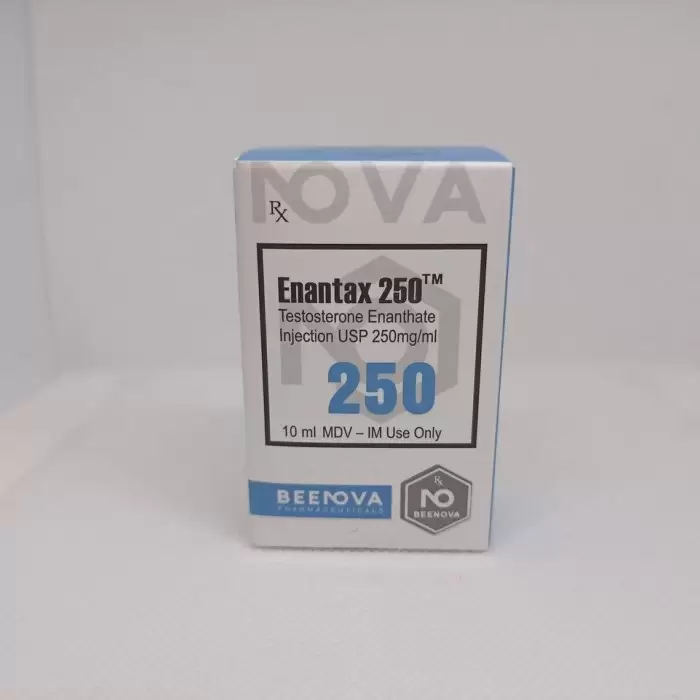 NOVA
Rx
Enantax 250™
Testosterone Enanthate
Injection USP 250mg/ml
250
10 ml MDV – IM Use Only
BEENOVA
PHARMACEUTICALS
Rx
NO
BEENOVA